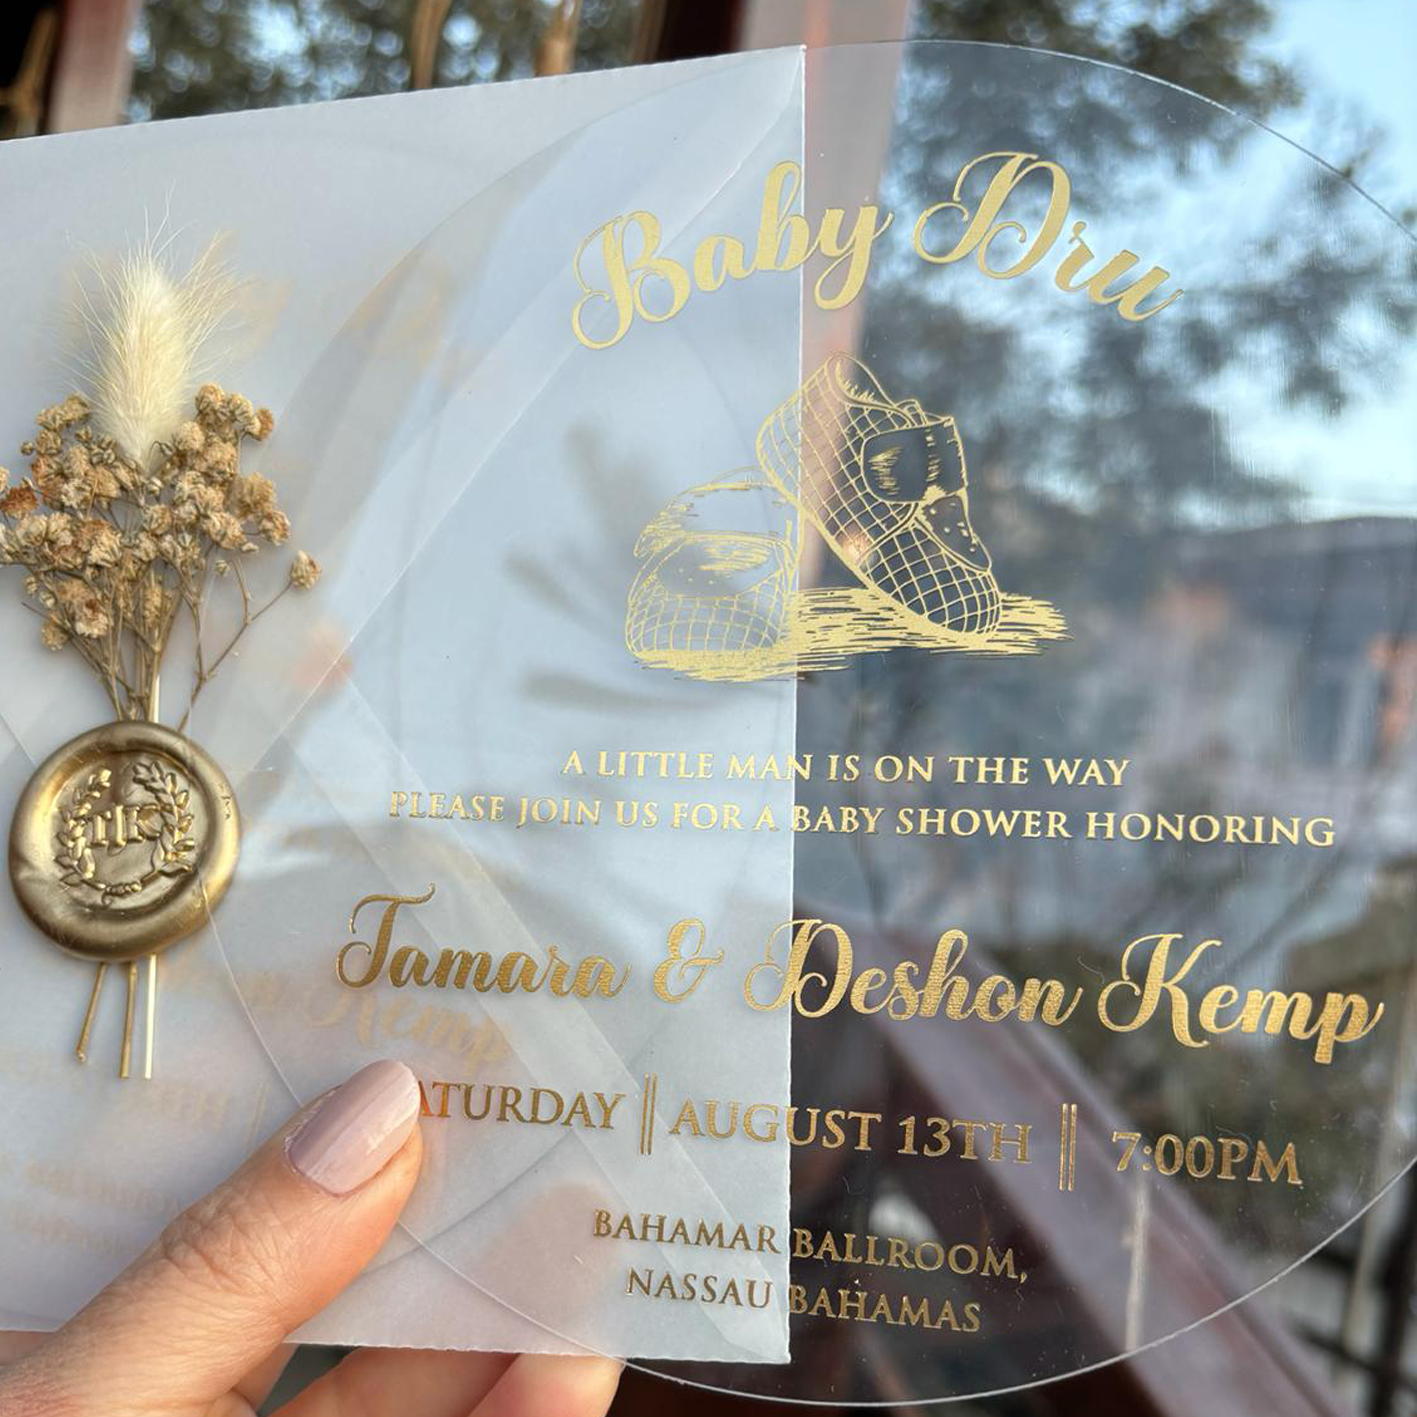 Baby Dru
A LITTLE MAN IS ON THE WAY
PLEASE JOIN US FOR A BABY SHOWER HONORING
Tamara & Deshon Kemp
SATURDAY || AUGUST 13TH || 7:00PM
BAHAMAR BALLROOM,
NASSAU BAHAMAS